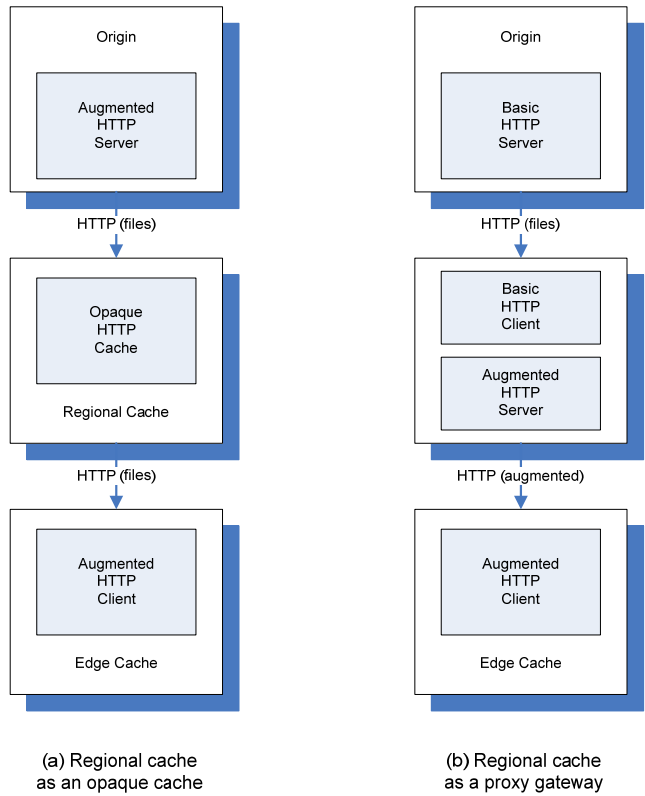 Origin
Augmented
HTTP
Server
HTTP (files)
Opaque
HTTP
Cache
Regional Cache
HTTP (files)
Augmented
HTTP
Client
Edge Cache
(a) Regional cache
as an opaque cache
Origin
Basic
HTTP
Server
HTTP (files)
Basic
HTTP
Client
Augmented
HTTP
Server
HTTP (augmented)
Augmented
HTTP
Client
Edge Cache
(b) Regional cache
as a proxy gateway